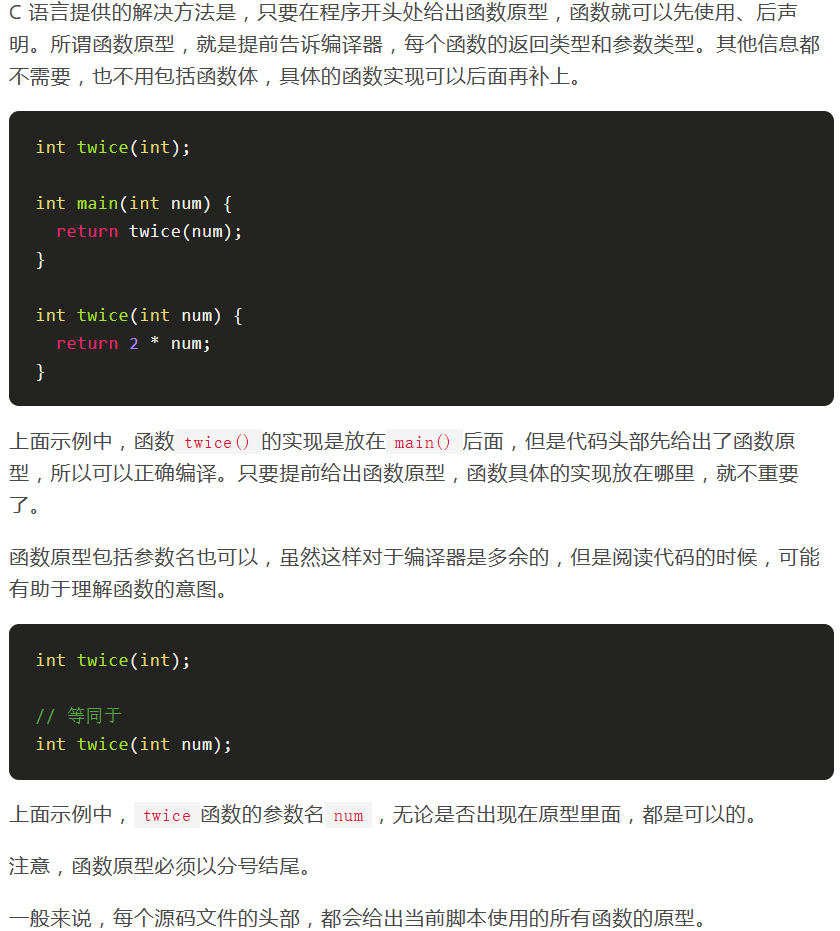 C 语言提供的解决方法是，只要在程序开头处给出函数原型，函数就可以先使用、后声
明。所谓函数原型，就是提前告诉编译器，每个函数的返回类型和参数类型。其他信息都
不需要，也不用包括函数体，具体的函数实现可以后面再补上。
int twice(int);
int main(int num) {
  return twice(num);
}
int twice(int num) {
  return 2 * num;
}
上面示例中，函数 twice() 的实现是放在 main() 后面，但是代码头部先给出了函数原
型，所以可以正确编译。只要提前给出函数原型，函数具体的实现放在哪里，就不重要
了。
函数原型包括参数名也可以，虽然这样对于编译器是多余的，但是阅读代码的时候，可能
有助于理解函数的意图。
int twice(int);
// 等同于
int twice(int num);
上面示例中， twice 函数的参数名 num ，无论是否出现在原型里面，都是可以的。
注意，函数原型必须以分号结尾。
一般来说，每个源码文件的头部，都会给出当前脚本使用的所有函数的原型。